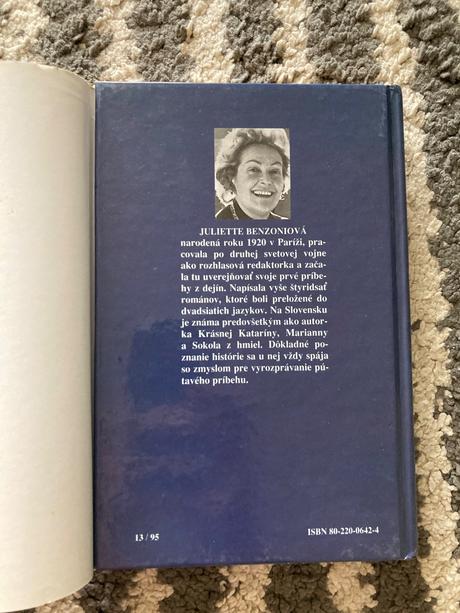 JULIETTE BENZONIOVÁ
narodená roku 1920 v Paríži, pra-
covala po druhej svetovej vojne
ako rozhlasová redaktorka a zača-
la tu uverejňovať svoje prvé príbe-
hy z dejín. Napísala vyše štyridsať
románov, ktoré boli preložené do
dvadsiatich jazykov. Na Slovensku
je známa predovšetkým ako autor-
ka Krásnej Kataríny, Marianny
a Sokola z hmiel. Dôkladné po-
znanie histórie sa u nej vždy spája
so zmyslom pre vyrozprávanie pú-
tavého príbehu.
13 / 95
ISBN 80-220-0642-4